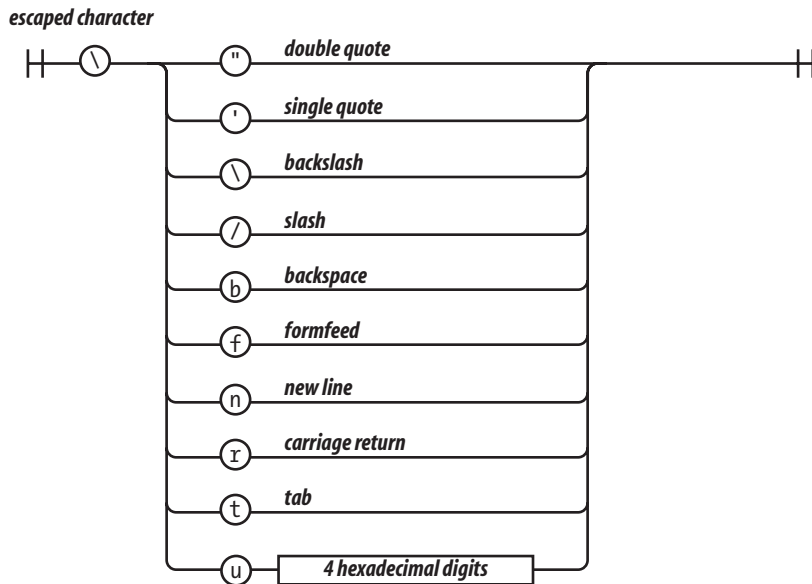 escaped character
\ " double quote
' single quote
\ backslash
/ slash
b backspace
f formfeed
n new line
r carriage return
t tab
u 4 hexadecimal digits